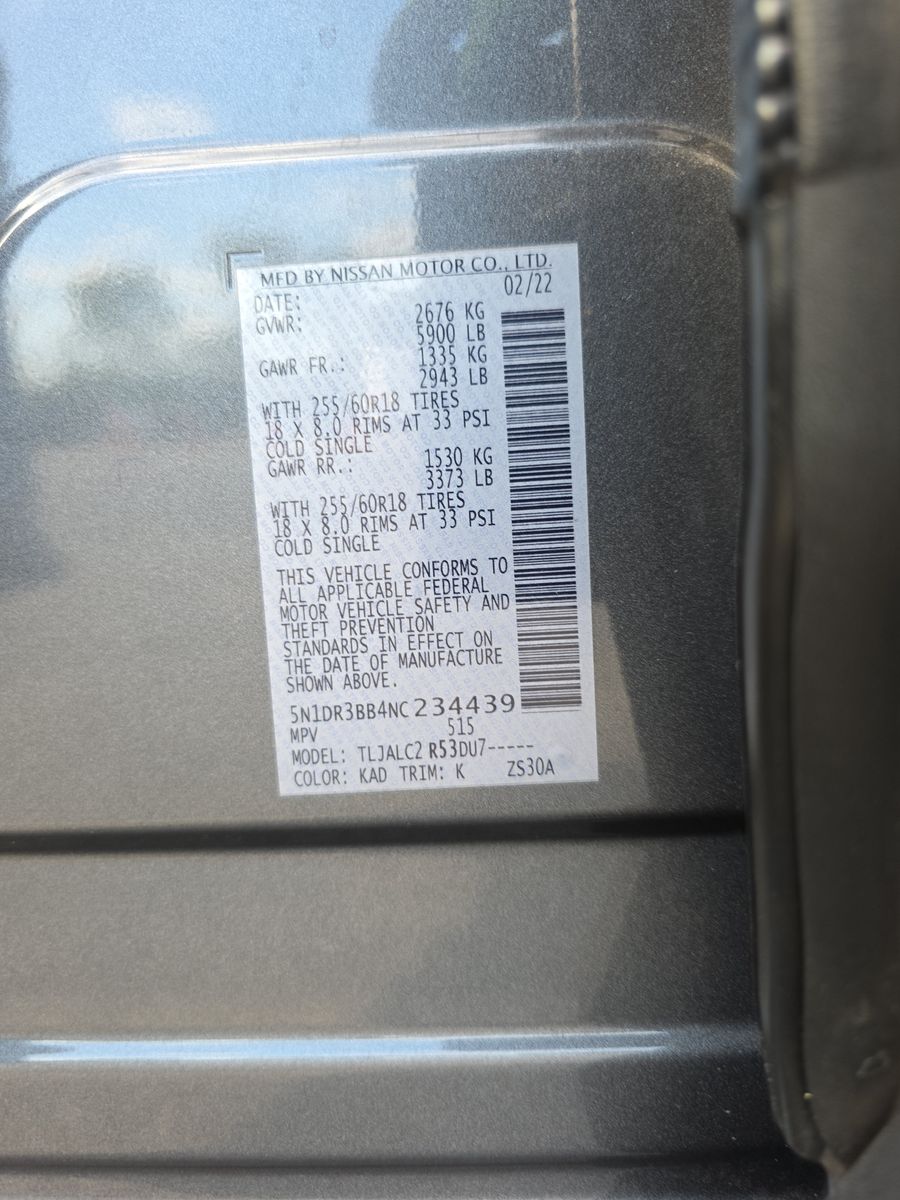 MFD BY NISSAN MOTOR CO., LTD.
DATE: 02/22
GVWR: 2676 KG
5900 LB
GAWR FR.: 1335 KG
2943 LB
WITH 255/60R18 TIRES
18 X 8.0 RIMS AT 33 PSI
COLD SINGLE
GAWR RR.: 1530 KG
3373 LB
WITH 255/60R18 TIRES
18 X 8.0 RIMS AT 33 PSI
COLD SINGLE
THIS VEHICLE CONFORMS TO
ALL APPLICABLE FEDERAL
MOTOR VEHICLE SAFETY AND
THEFT PREVENTION
STANDARDS IN EFFECT ON
THE DATE OF MANUFACTURE
SHOWN ABOVE.
5N1DR3BB4NC234439
MPV 515
MODEL: TLJALC2 R53DU7-----
COLOR: KAD TRIM: K ZS30A